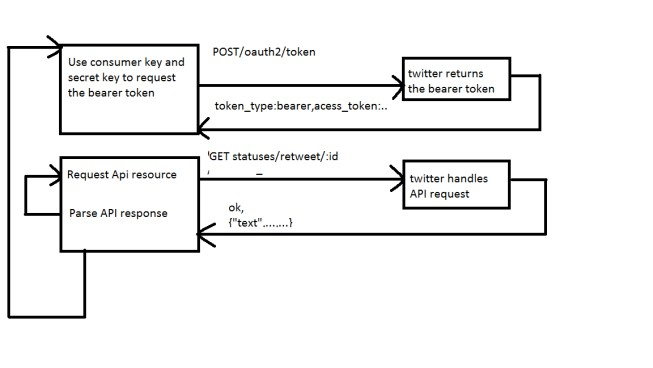 POST/oauth2/token
Use consumer key and
secret key to request
the bearer token
twitter returns
the bearer token
token_type:bearer,acess_token:..
GET statuses/retweet/:id
Request Api resource
twitter handles
API request
Parse API response
ok,
{"text",...,...}